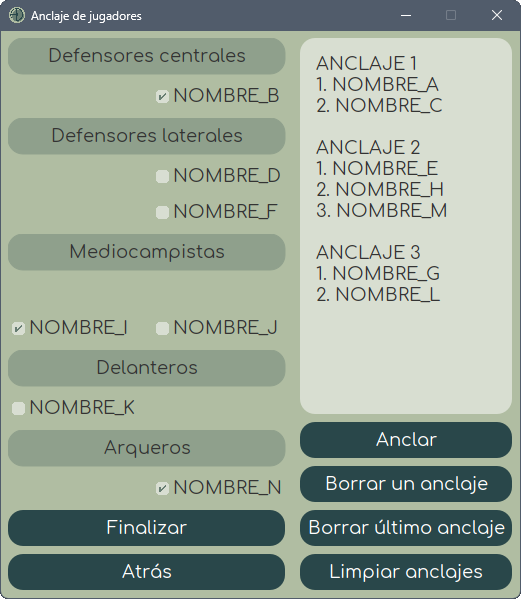 Anclaje de jugadores
Defensores centrales
NOMBRE_B
Defensores laterales
NOMBRE_D
NOMBRE_F
Mediocampistas
NOMBRE_I NOMBRE_J
Delanteros
NOMBRE_K
Arqueros
NOMBRE_N
Finalizar
Atrás
ANCLAJE 1
1. NOMBRE_A
2. NOMBRE_C
ANCLAJE 2
1. NOMBRE_E
2. NOMBRE_H
3. NOMBRE_M
ANCLAJE 3
1. NOMBRE_G
2. NOMBRE_L
Anclar
Borrar un anclaje
Borrar último anclaje
Limpiar anclajes